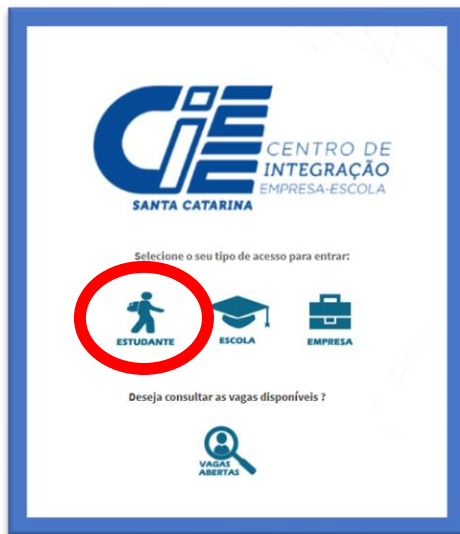 CIEE
CENTRO DE
INTEGRAÇÃO
EMPRESA-ESCOLA
SANTA CATARINA
Selecione o seu tipo de acesso para entrar:
ESTUDANTE
ESCOLA
EMPRESA
Deseja consultar as vagas disponíveis ?
VAGAS
ABERTAS